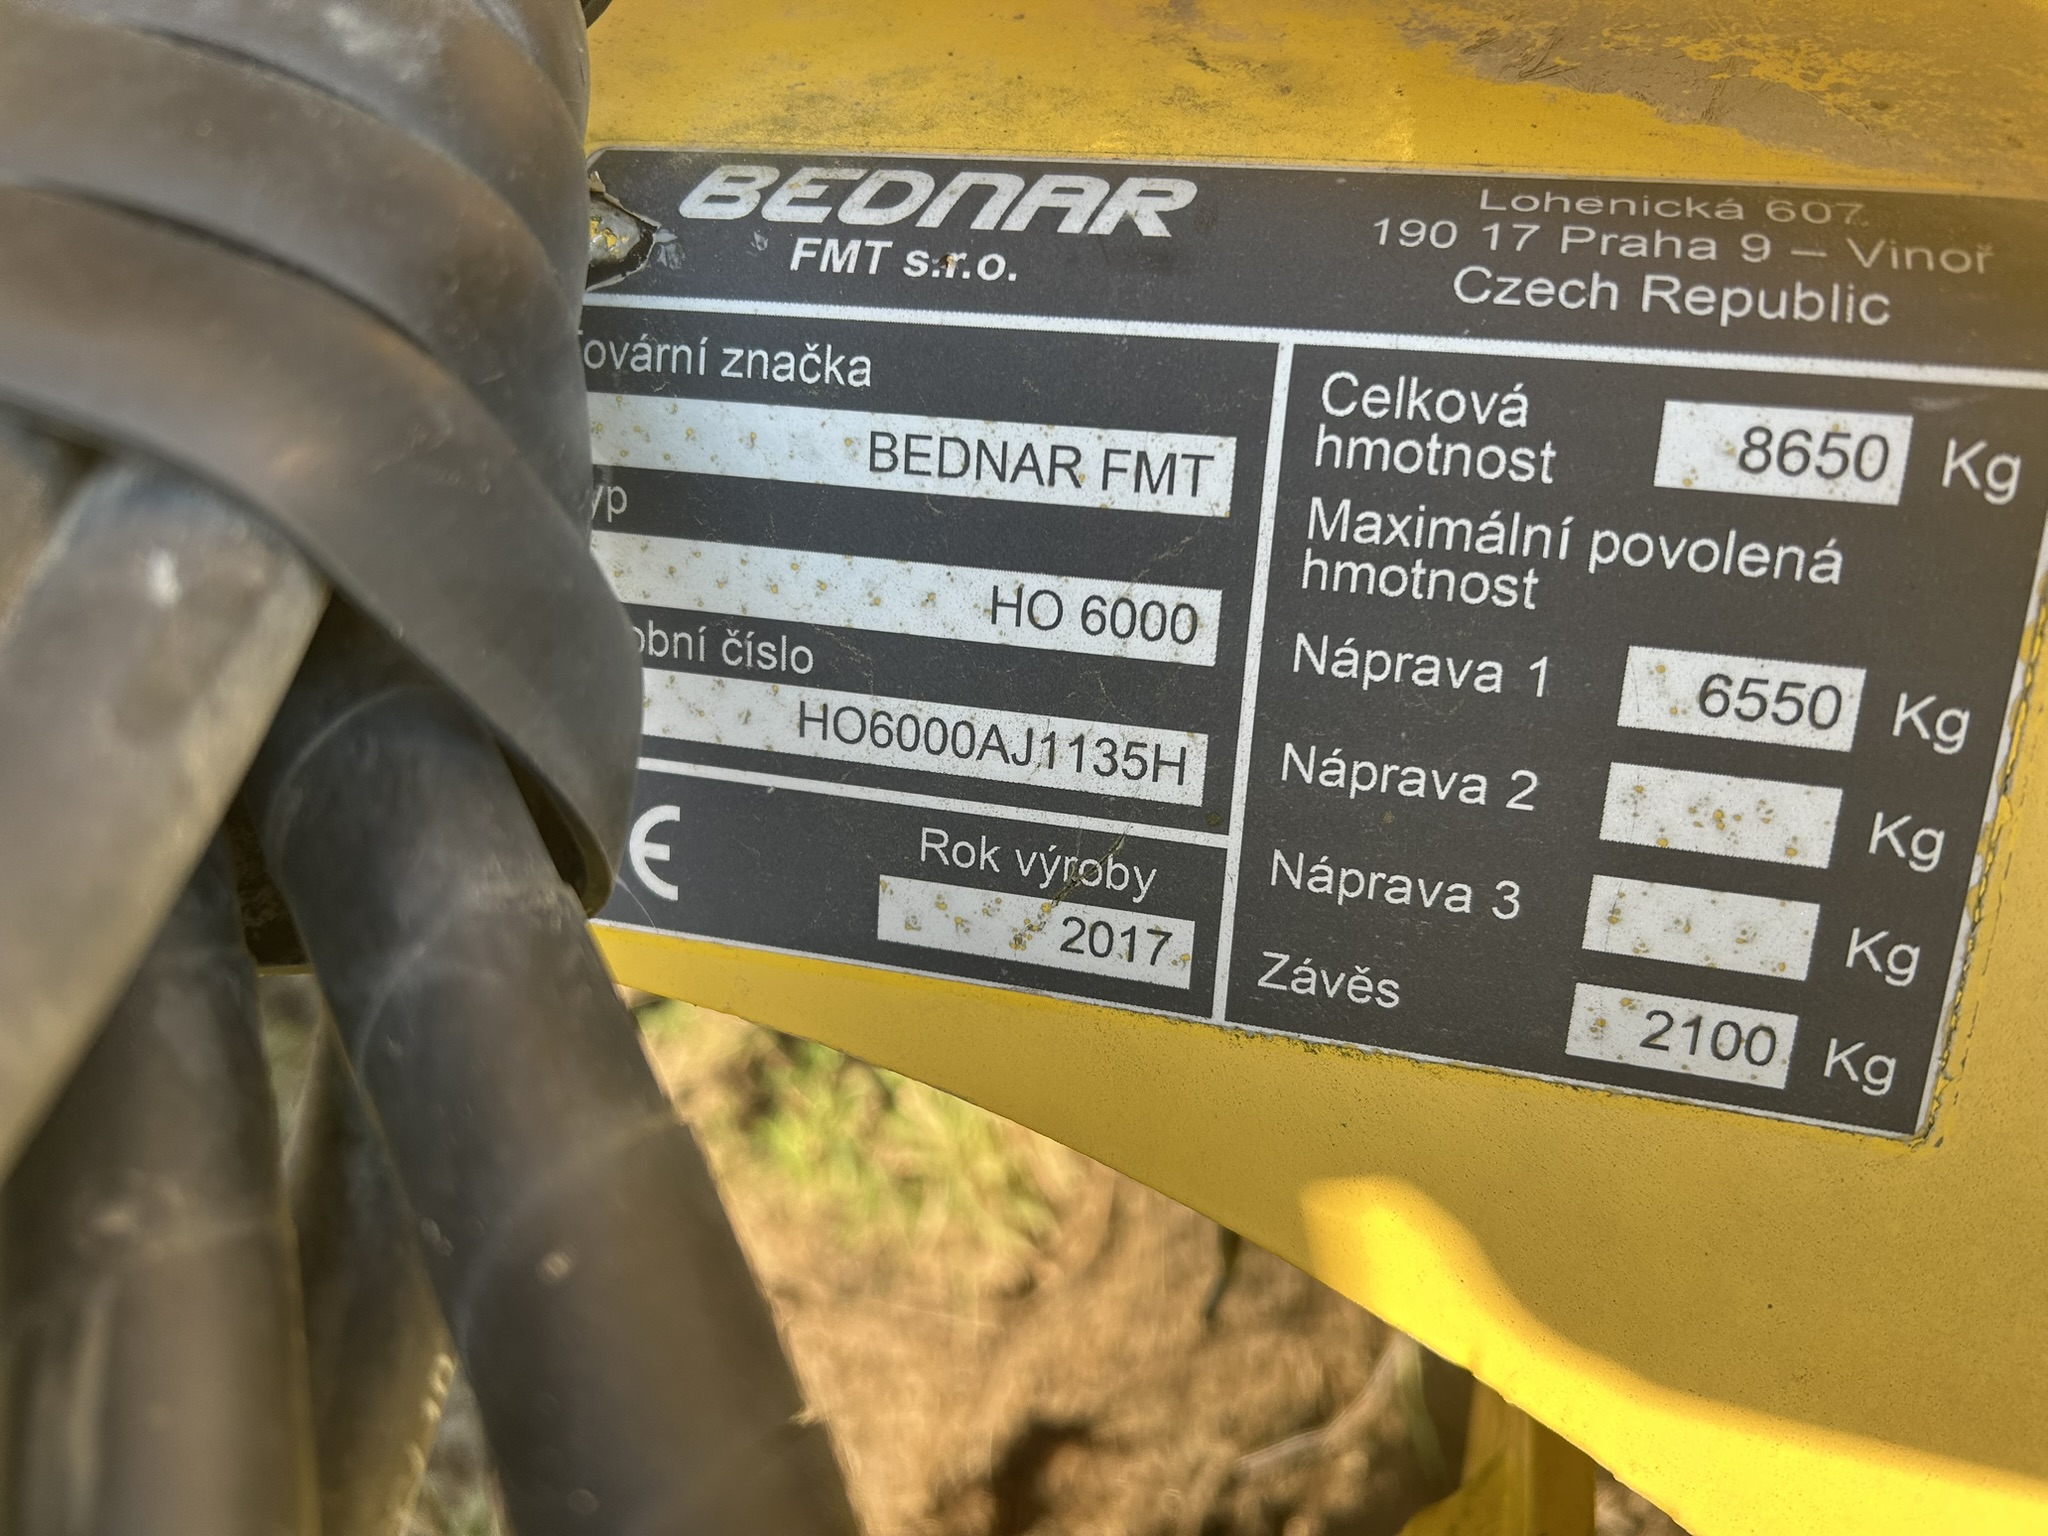 BEDNAR
FMT s.r.o.
Lohenická 607
190 17 Praha 9 – Vinoř
Czech Republic
značka
BEDNAR FMT
HO 6000
číslo
HO6000AJ1135H
CE
Rok výroby
2017
Celková
hmotnost
8650 Kg
Maximální povolená
hmotnost
Náprava 1 6550 Kg
Náprava 2 Kg
Náprava 3 Kg
Závěs 2100 Kg